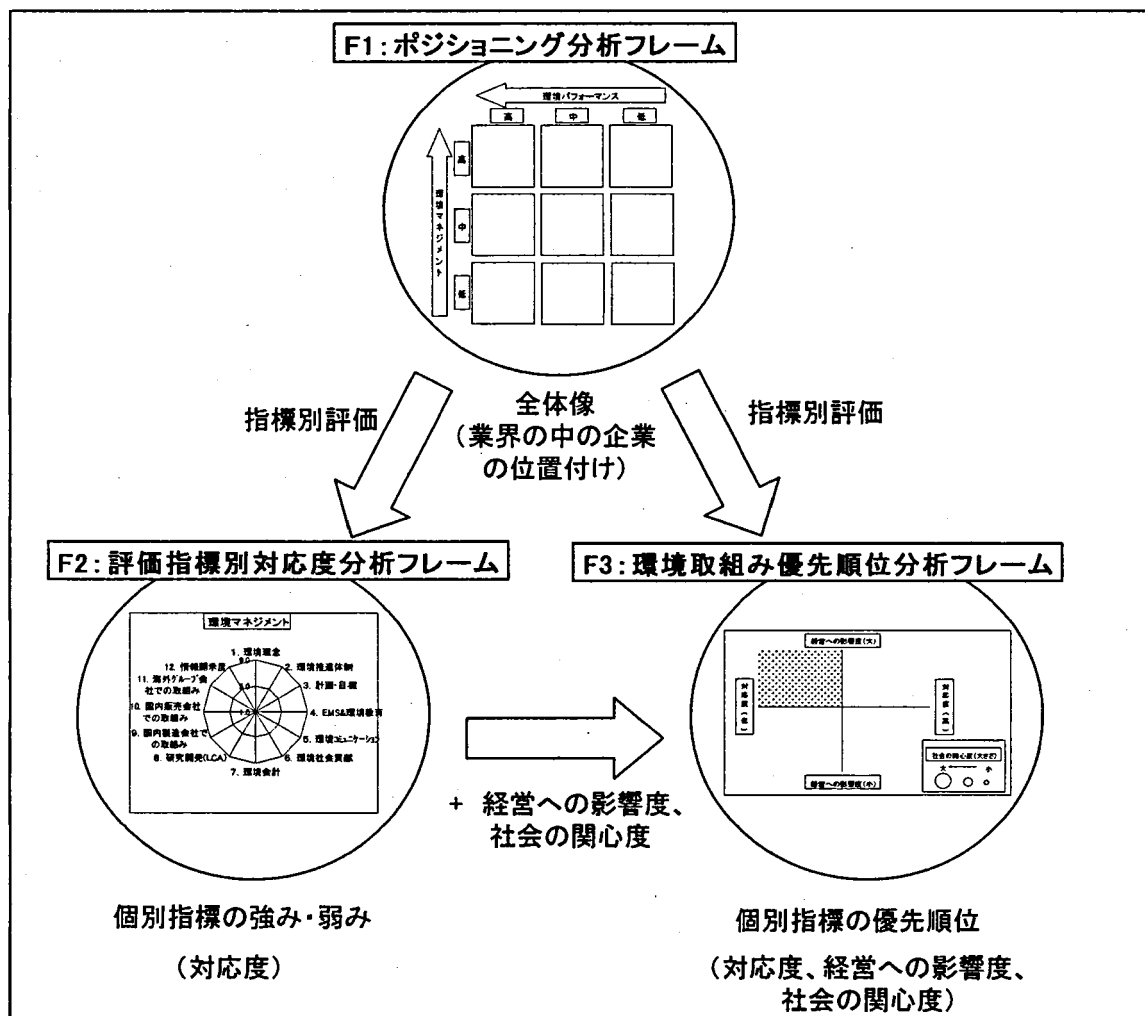 F1:ポジショニング分析フレーム
環境パフォーマンス
高
中
低
環境マネジメント
高
中
低
指標別評価
全体像
（業界の中の企業
の位置付け）
指標別評価
F2:評価指標別対応度分析フレーム
環境マネジメント
1. 環境理念
2. 環境推進体制
3. 計画・目標
4. EMS&環境教育
5. 環境コミュニケーション
6. 環境社会貢献
7. 環境会計
8. 研究開発(LCA)
9. 国内製造会社で
の取組み
10. 国内販売会社
での取組み
11. 海外グループ会
社での取組み
12. 情報開示度
9.0
5.0
1.0
+ 経営への影響度、
社会の関心度
F3:環境取組み優先順位分析フレーム
経営への影響度(大)
対応度(低)
対応度(高)
経営への影響度(小)
社会の関心度(大きさ)
大
小
個別指標の強み・弱み
（対応度）
個別指標の優先順位
（対応度、経営への影響度、
社会の関心度）